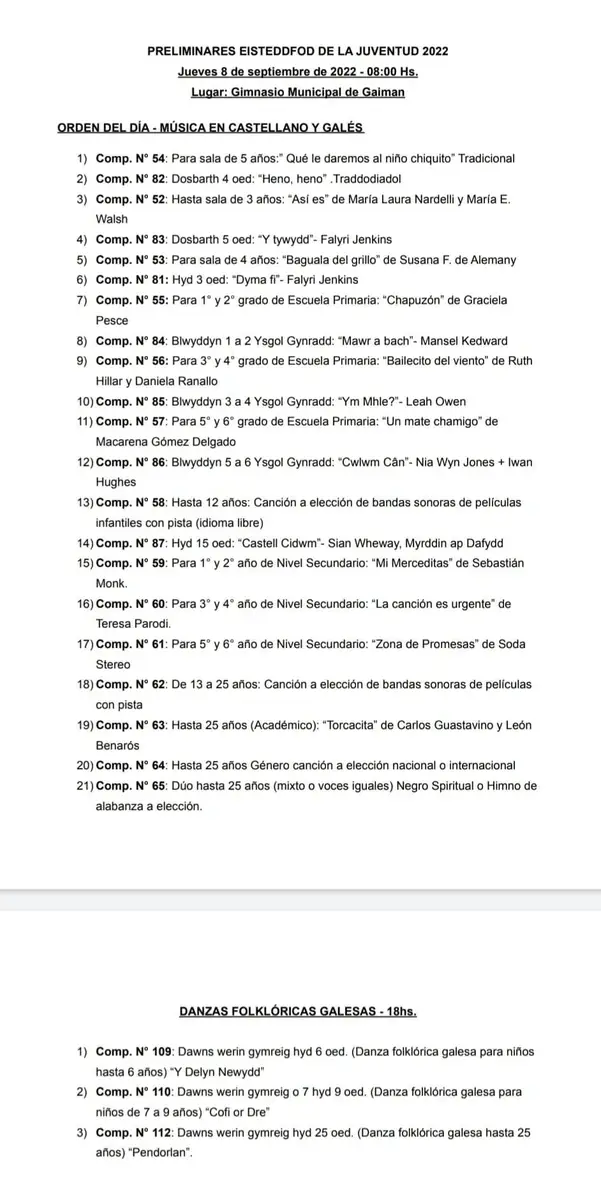 PRELIMINARES EISTEDDFOD DE LA JUVENTUD 2022
Jueves 8 de septiembre de 2022 - 08:00 Hs.
Lugar: Gimnasio Municipal de Gaiman
ORDEN DEL DÍA - MÚSICA EN CASTELLANO Y GALÉS
1) Comp. N° 54: Para sala de 5 años:” Qué le daremos al niño chiquito” Tradicional
2) Comp. N° 82: Dosbarth 4 oed: “Heno, heno” .Traddodiadol
3) Comp. N° 52: Hasta sala de 3 años: “Así es” de María Laura Nardelli y María E.
Walsh
4) Comp. N° 83: Dosbarth 5 oed: “Y tywydd”- Falyri Jenkins
5) Comp. N° 53: Para sala de 4 años: “Baguala del grillo” de Susana F. de Alemany
6) Comp. N° 81: Hyd 3 oed: “Dyma fi”- Falyri Jenkins
7) Comp. N° 55: Para 1° y 2° grado de Escuela Primaria: “Chapuzón” de Graciela
Pesce
8) Comp. N° 84: Blwyddyn 1 a 2 Ysgol Gynradd: “Mawr a bach”- Mansel Kedward
9) Comp. N° 56: Para 3° y 4° grado de Escuela Primaria: “Bailecito del viento” de Ruth
Hillar y Daniela Ranallo
10) Comp. N° 85: Blwyddyn 3 a 4 Ysgol Gynradd: “Ym Mhle?”- Leah Owen
11) Comp. N° 57: Para 5° y 6° grado de Escuela Primaria: “Un mate chamigo” de
Macarena Gómez Delgado
12) Comp. N° 86: Blwyddyn 5 a 6 Ysgol Gynradd: “Cwlwm Cân”- Nia Wyn Jones + Iwan
Hughes
13) Comp. N° 58: Hasta 12 años: Canción a elección de bandas sonoras de películas
infantiles con pista (idioma libre)
14) Comp. N° 87: Hyd 15 oed: “Castell Cidwm”- Sian Wheway, Myrddin ap Dafydd
15) Comp. N° 59: Para 1° y 2° año de Nivel Secundario: “Mi Merceditas” de Sebastián
Monk.
16) Comp. N° 60: Para 3° y 4° año de Nivel Secundario: “La canción es urgente” de
Teresa Parodi.
17) Comp. N° 61: Para 5° y 6° año de Nivel Secundario: “Zona de Promesas” de Soda
Stereo
18) Comp. N° 62: De 13 a 25 años: Canción a elección de bandas sonoras de películas
con pista
19) Comp. N° 63: Hasta 25 años (Académico): “Torcacita” de Carlos Guastavino y León
Benarós
20) Comp. N° 64: Hasta 25 años Género canción a elección nacional o internacional
21) Comp. N° 65: Dúo hasta 25 años (mixto o voces iguales) Negro Spiritual o Himno de
alabanza a elección.
DANZAS FOLKLÓRICAS GALESAS - 18hs.
1) Comp. N° 109: Dawns werin gymreig hyd 6 oed. (Danza folklórica galesa para niños
hasta 6 años) “Y Delyn Newydd”
2) Comp. N° 110: Dawns werin gymreig o 7 hyd 9 oed. (Danza folklórica galesa para
niños de 7 a 9 años) “Cofi or Dre”
3) Comp. N° 112: Dawns werin gymreig hyd 25 oed. (Danza folklórica galesa hasta 25
años) “Pendorlan”.